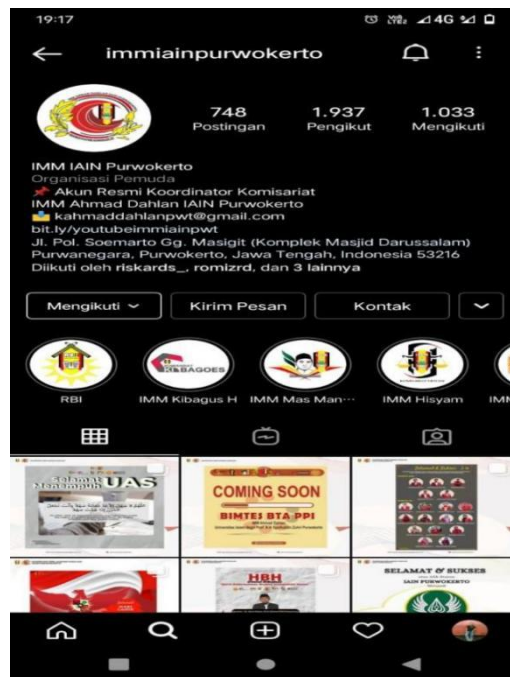 19:17
4G
immiainpurwokerto
748
Postingan
1.937
Pengikut
1.033
Mengikuti
IMM IAIN Purwokerto
Organisasi Pemuda
📌 Akun Resmi Koordinator Komisariat
IMM Ahmad Dahlan IAIN Purwokerto
📩 kahmaddahlanpwt@gmail.com
bit.ly/youtubeimmiainpwt
Jl. Pol. Soemarto Gg. Masigit (Komplek Masjid Darussalam)
Purwanegara, Purwokerto, Jawa Tengah, Indonesia 53216
Diikuti oleh riskards_, romizrd, dan 3 lainnya
Mengikuti
Kirim Pesan
Kontak
KI BAGOES
RBI
IMM Kibagus H
IMM Mas Man...
IMM Hisyam
IMM
Selamat
Menempuh UAS
COMING SOON
BIMTES BTA-PPI
HBH
SELAMAT & SUKSES
IAIN PURWOKERTO